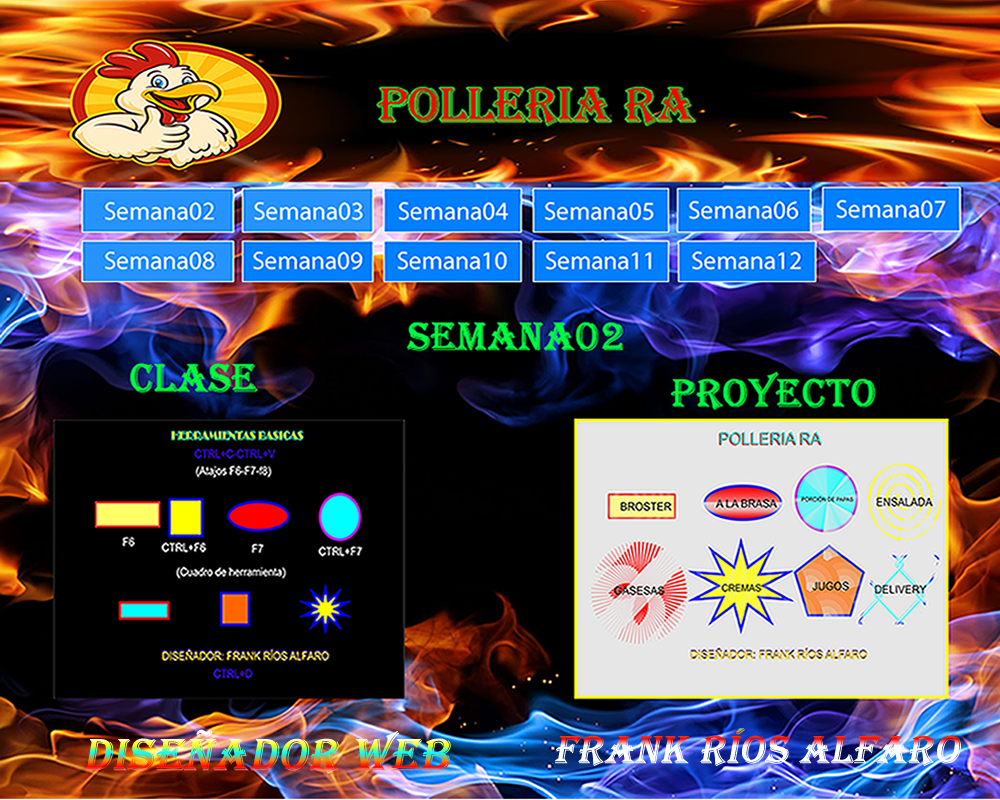 POLLERIA RA
Semana02 Semana03 Semana04 Semana05 Semana06 Semana07
Semana08 Semana09 Semana10 Semana11 Semana12
SEMANA02
CLASE
PROYECTO
HERRAMIENTAS BASICAS
CTRL+C-CTRL+V
(Atajos F6-F7-f8)
F6 CTRL+F6 F7 CTRL+F7
(Cuadro de herramienta)
DISEÑADOR: FRANK RÍOS ALFARO
CTRL+D
POLLERIA RA
BROSTER A LA BRASA PORCION DE PAPAS ENSALADA
GASESAS CREMAS JUGOS DELIVERY
DISEÑADOR: FRANK RÍOS ALFARO
DISEÑADOR WEB FRANK RÍOS ALFARO